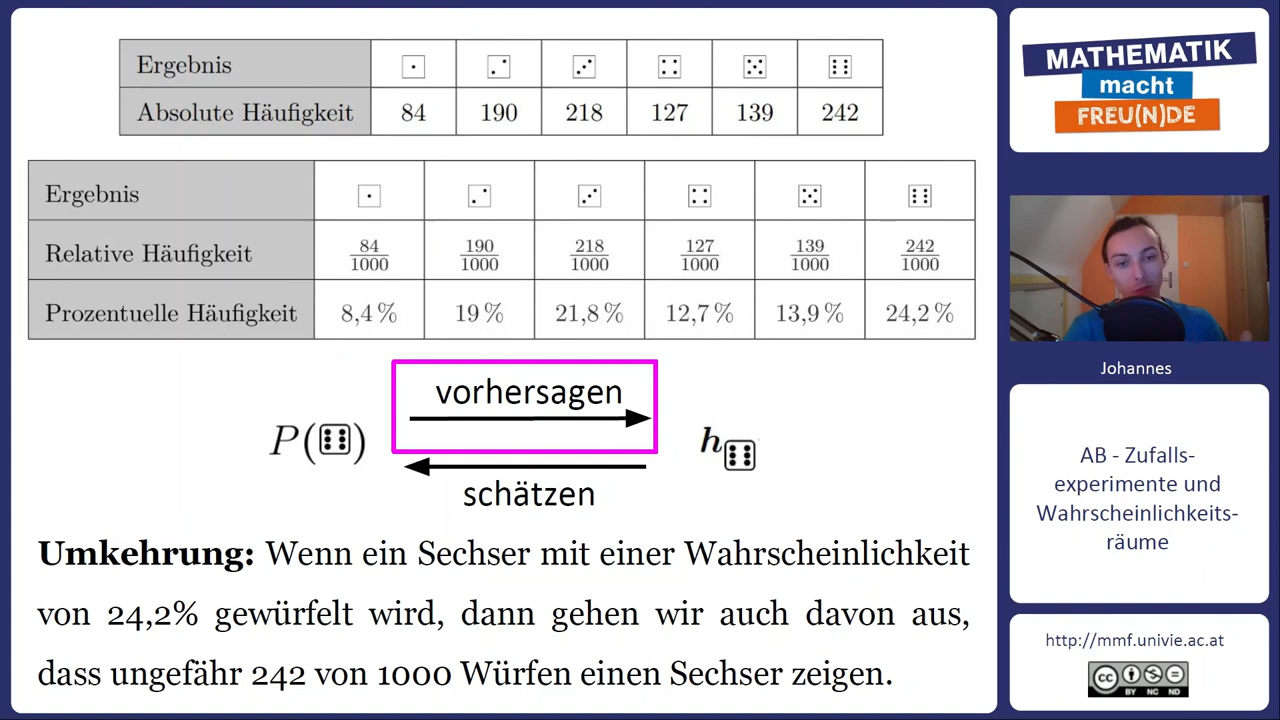 Ergebnis ⚀ ⚁ ⚂ ⚃ ⚄ ⚅
Absolute Häufigkeit 84 190 218 127 139 242
Ergebnis ⚀ ⚁ ⚂ ⚃ ⚄ ⚅
Relative Häufigkeit 84/1000 190/1000 218/1000 127/1000 139/1000 242/1000
Prozentuelle Häufigkeit 8,4 % 19 % 21,8 % 12,7 % 13,9 % 24,2 %
vorhersagen
P(⚅) h⚅
schätzen
Umkehrung: Wenn ein Sechser mit einer Wahrscheinlichkeit
von 24,2% gewürfelt wird, dann gehen wir auch davon aus,
dass ungefähr 242 von 1000 Würfen einen Sechser zeigen.
MATHEMATIK
macht
FREU(N)DE
Johannes
AB - Zufalls-
experimente und
Wahrscheinlichkeits-
räume
http://mmf.univie.ac.at
cc
BY NC ND